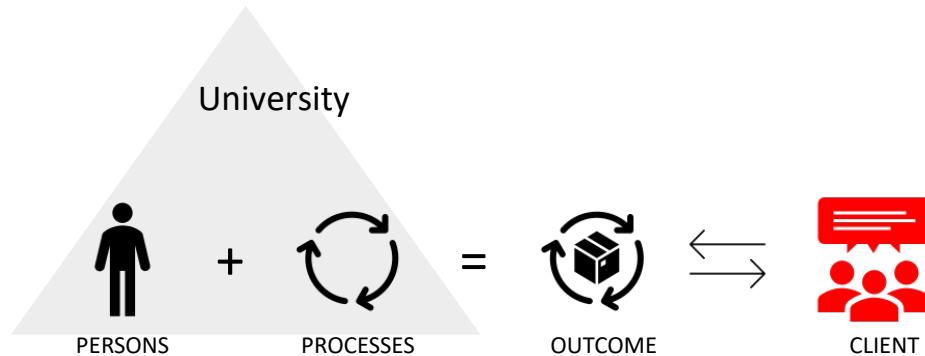 University
+
=
PERSONS
PROCESSES
OUTCOME
CLIENT